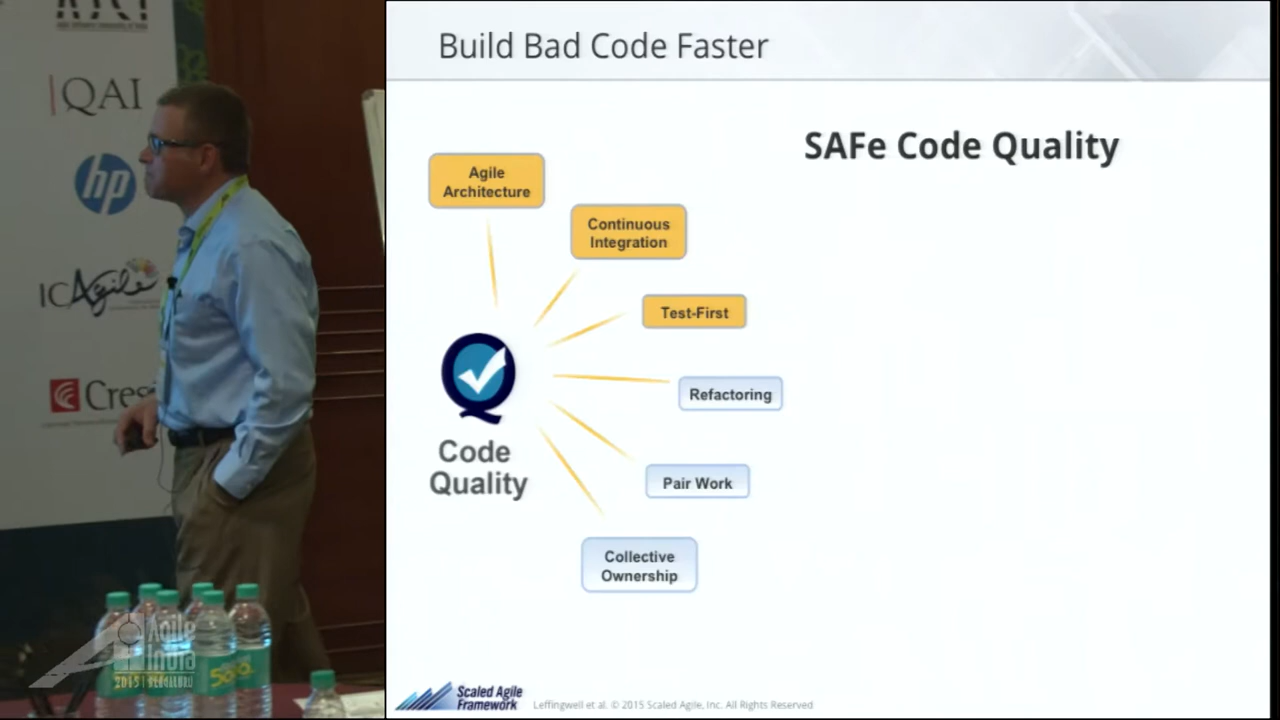 QAI
hp
ICAgile
Cres
Agile
India
2015 | BENGALURU
Build Bad Code Faster
SAFe Code Quality
Agile
Architecture
Continuous
Integration
Test-First
Refactoring
Pair Work
Collective
Ownership
Code
Quality
Scaled Agile
Framework
Leffingwell et al. © 2015 Scaled Agile, Inc. All Rights Reserved